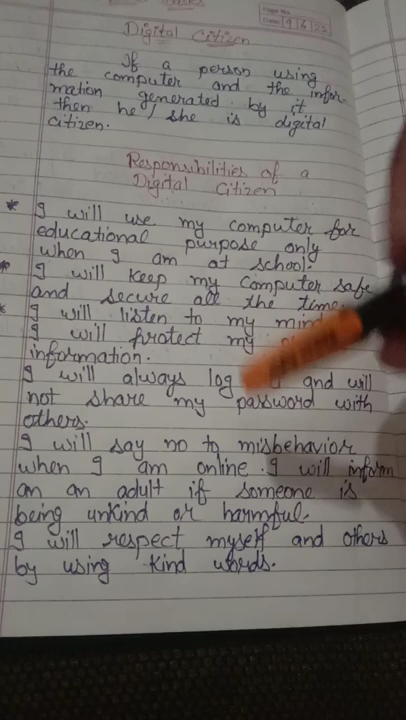 Digital Citizen
Page No.
Date
If a person using
the computer and the infor-
mation generated by it
then he/she is digital
citizen.
Responsibilities of a
Digital Citizen
* I will use my computer for
educational purpose only
when I am at school.
* I will keep my computer safe
and secure all the time.
* I will listen to my mind
I will protect my
information.
I will always log and will
not share my password with
others.
I will say no to misbehavior
when I am online. I will inform
an an adult if someone is
being unkind or harmful.
I will respect myself and others
by using kind words.